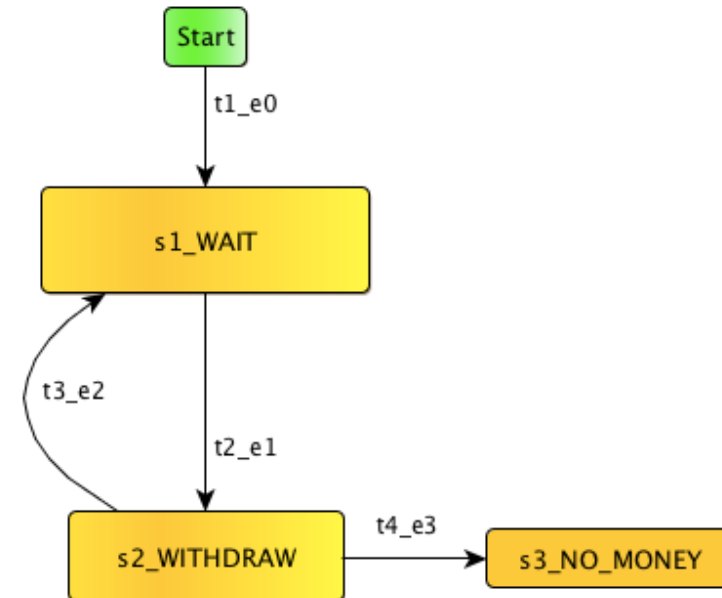 Start
t1_e0
s1_WAIT
t3_e2
t2_e1
t4_e3
s2_WITHDRAW
s3_NO_MONEY